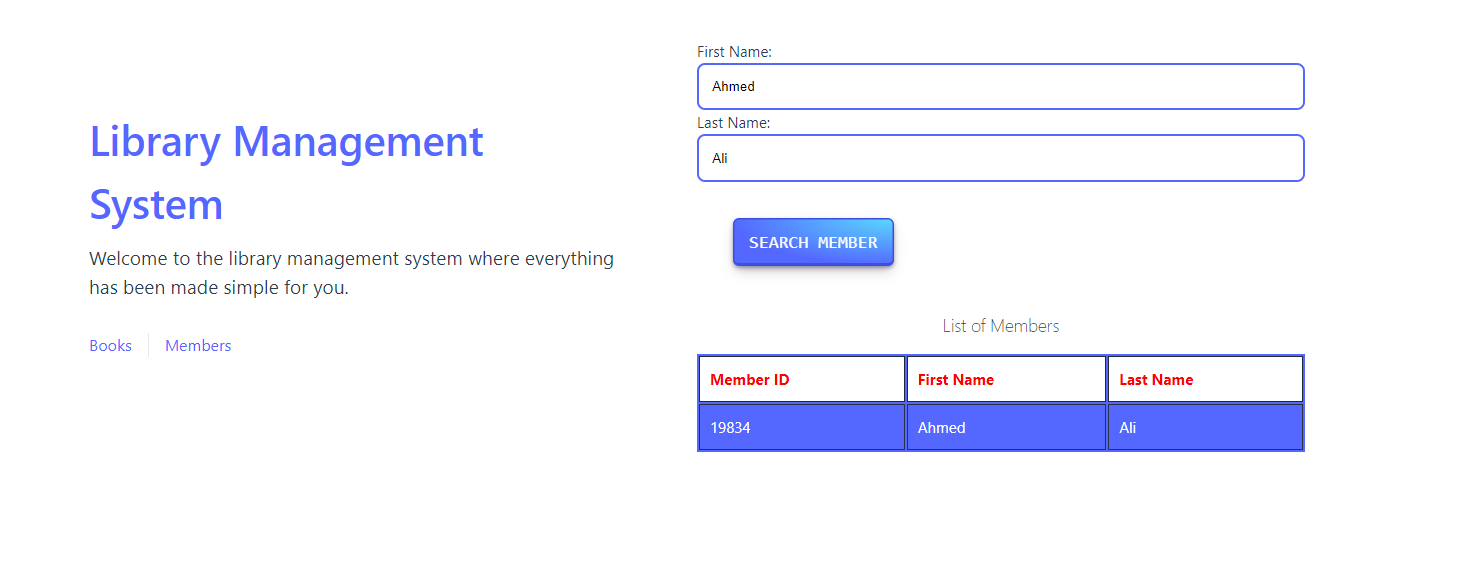 Library Management
System
Welcome to the library management system where everything
has been made simple for you.
Books Members
First Name:
Ahmed
Last Name:
Ali
SEARCH MEMBER
List of Members
Member ID First Name Last Name
19834 Ahmed Ali